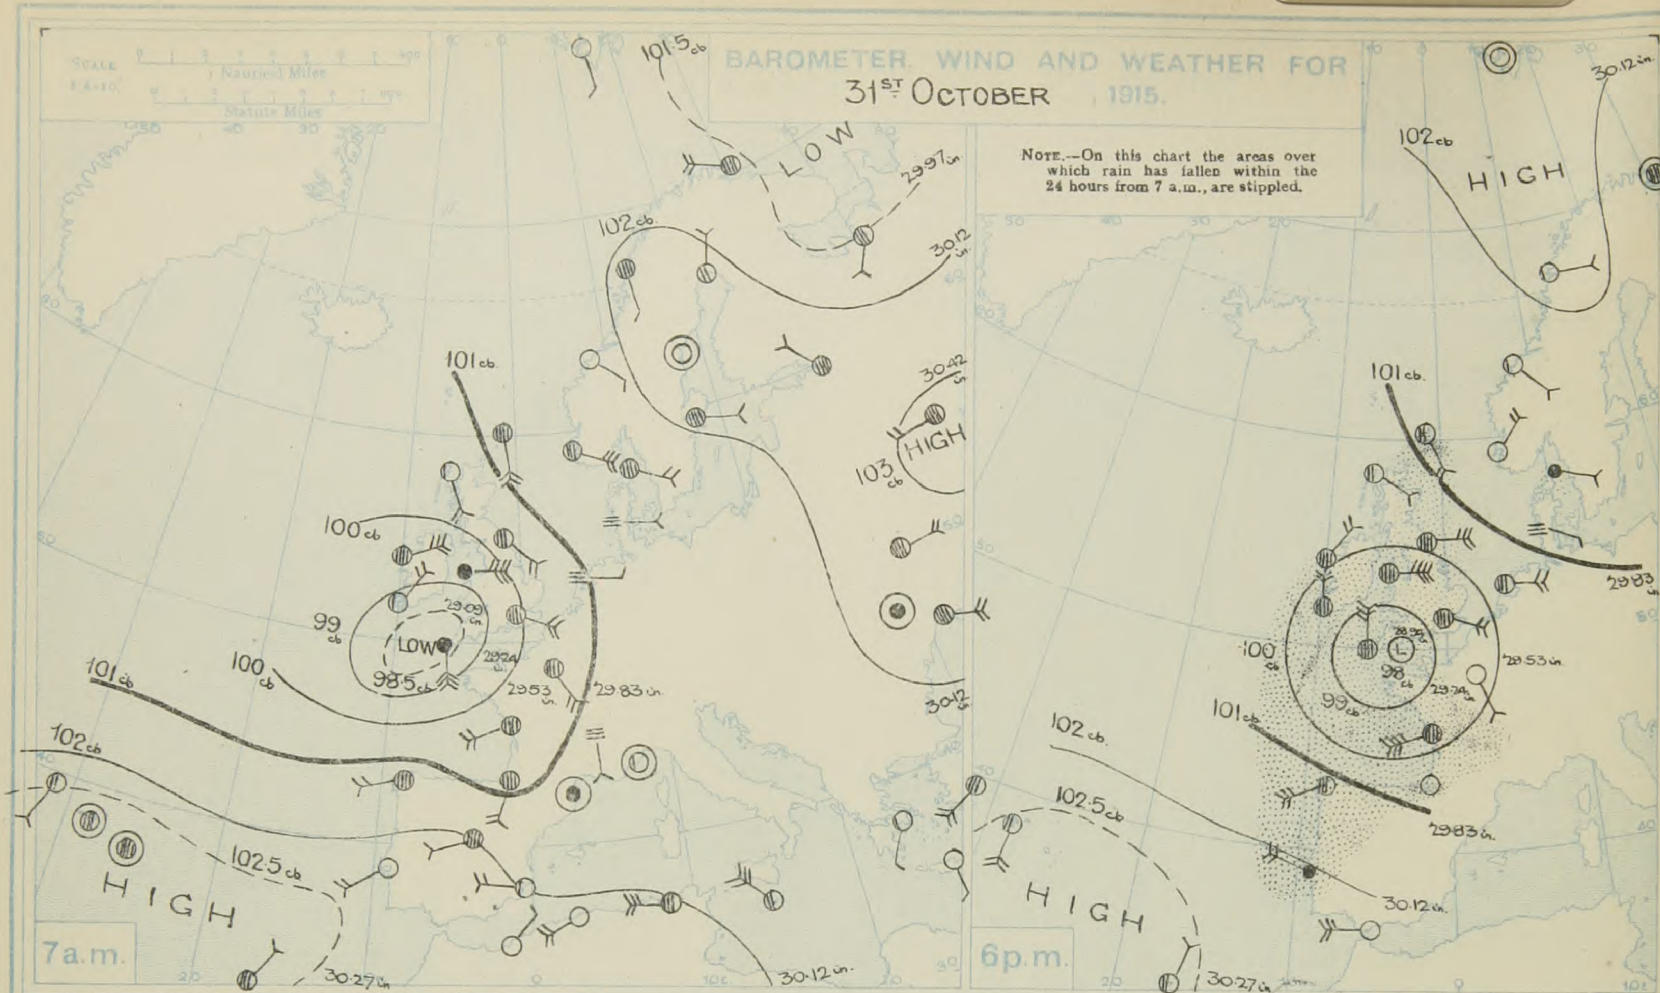 BAROMETER. WIND AND WEATHER FOR
31ST OCTOBER , 1915.
SCALE
Nautical Miles
Statute Miles
NOTE.—On this chart the areas over
which rain has fallen within the
24 hours from 7 a.m., are stippled.
101.5 cb
LOW
29.97 in
102 cb.
30.12 in.
101 cb.
30.42 in
HIGH
103 cb
100 cb
99 cb
29.09 in.
LOW
98.5 cb
29.24 in.
100 cb
29.53 in.
29.83 in.
101 cb
30.12 in
102 cb
102.5 cb
HIGH
7a.m.
30.27 in
30.12 in.
30.12 in.
102 cb
HIGH
101 cb.
29.83 in.
100 cb
L
98 cb
29.53 in.
99 cb
29.24 in.
101 cb
102 cb.
102.5 cb
29.83 in.
HIGH
30.12 in.
6p.m.
30.27 in